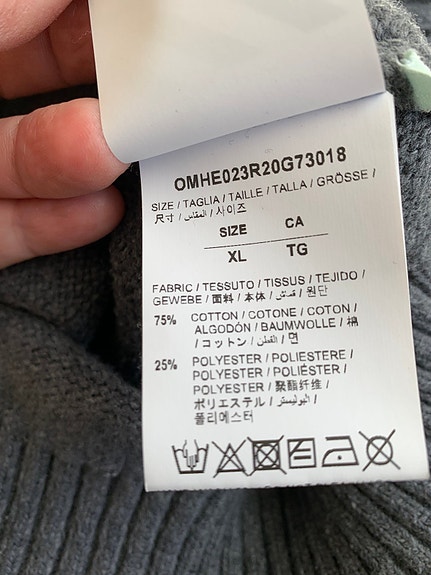 OMHE023R20G73018
SIZE / TAGLIA / TAILLE / TALLA / GRÖSSE /
尺寸 / المقاس / 사이즈
SIZE CA
XL TG
FABRIC / TESSUTO / TISSUS / TEJIDO /
GEWEBE / 面料 / 本体 / قماش / 원단
75% COTTON / COTONE / COTON /
ALGODÓN / BAUMWOLLE / 棉
/ コットン / القطن / 면
25% POLYESTER / POLIESTERE /
POLYESTER / POLIÉSTER /
POLYESTER / 聚酯纤维 /
ポリエステル / البوليستر /
폴리에스터